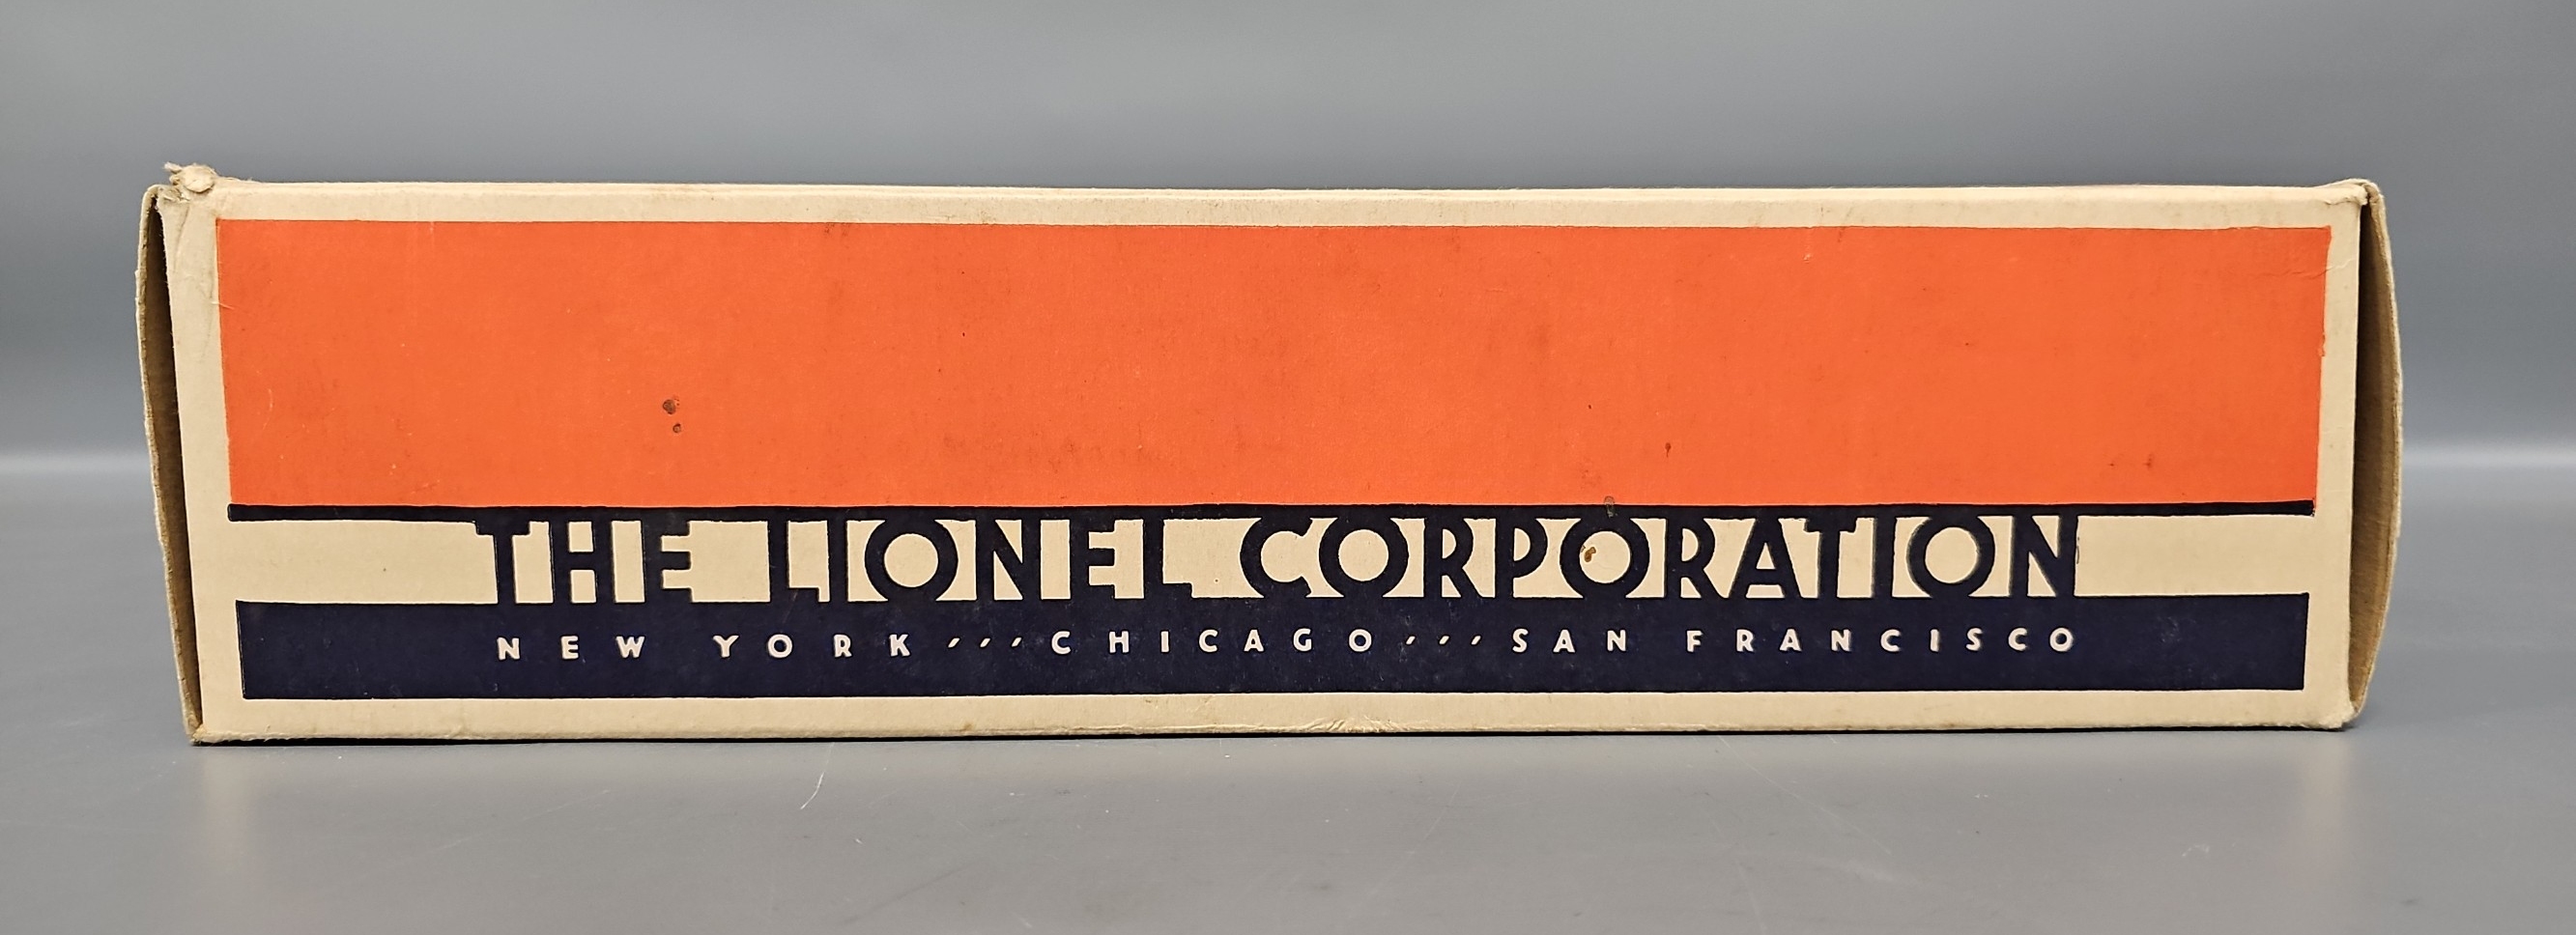 THE LIONEL CORPORATION
NEW YORK ′′′ CHICAGO ′′′ SAN FRANCISCO